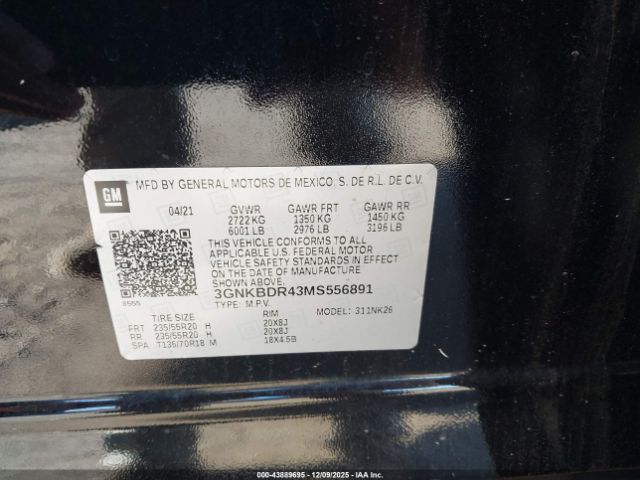 GM
MFD BY GENERAL MOTORS DE MEXICO, S. DE R.L. DE C.V.
04/21 GVWR GAWR FRT GAWR RR
2722 KG 1350 KG 1450 KG
6001 LB 2976 LB 3196 LB
THIS VEHICLE CONFORMS TO ALL
APPLICABLE U.S. FEDERAL MOTOR
VEHICLE SAFETY STANDARDS IN EFFECT
ON THE DATE OF MANUFACTURE SHOWN ABOVE.
3GNKBDR43MS556891
8555 TYPE: M.P.V. MODEL: 311NK26
TIRE SIZE RIM
FRT 235/55R20 H 20X8J
RR 235/55R20 H 20X8J
SPA T135/70R18 M 18X4.5B
000-43889695 - 12/09/2025 - IAAI.COM